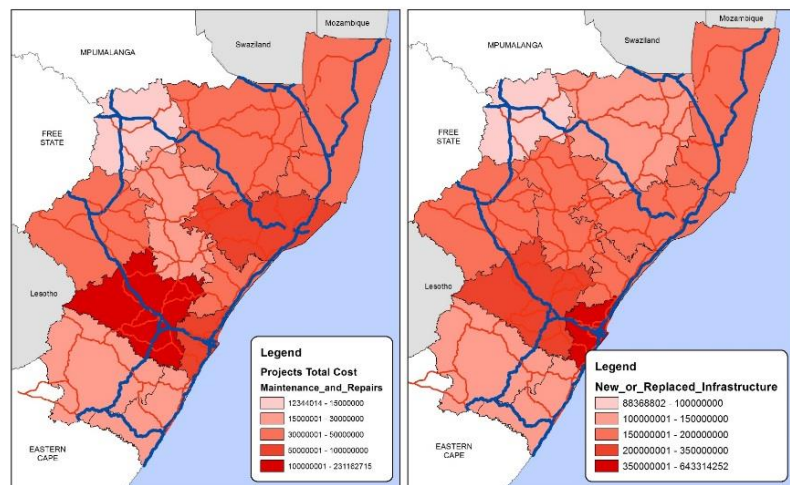 Mozambique
Swaziland
MPUMALANGA
FREE
STATE
Lesotho
EASTERN
CAPE
Legend
Projects Total Cost
Maintenance_and_Repairs
12344014 - 15000000
15000001 - 30000000
30000001 - 50000000
50000001 - 100000000
100000001 - 231162715
Mozambique
Swaziland
MPUMALANGA
FREE
STATE
Lesotho
EASTERN
CAPE
Legend
New_or_Replaced_Infrastructure
88368802 - 100000000
100000001 - 150000000
150000001 - 200000000
200000001 - 350000000
350000001 - 643314252